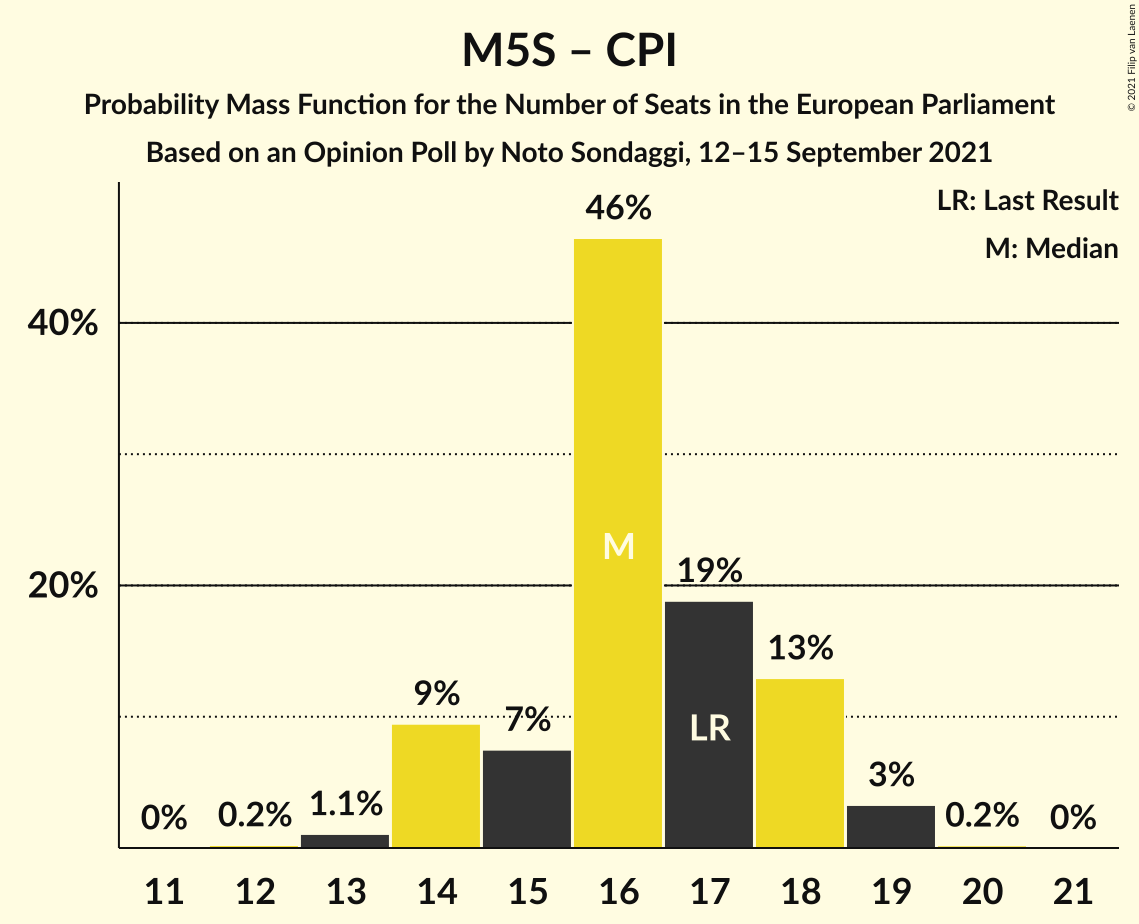 M5S – CPI
Probability Mass Function for the Number of Seats in the European Parliament
Based on an Opinion Poll by Noto Sondaggi, 12–15 September 2021
© 2021 Filip van Laenen
LR: Last Result
M: Median
40%
20%
0%
0.2%
1.1%
9%
7%
46%
19%
13%
3%
0.2%
0%
M
LR
11 12 13 14 15 16 17 18 19 20 21